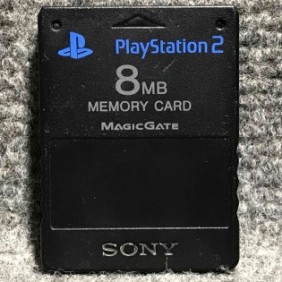 PlayStation 2
8MB
MEMORY CARD
MAGICGATE
SONY